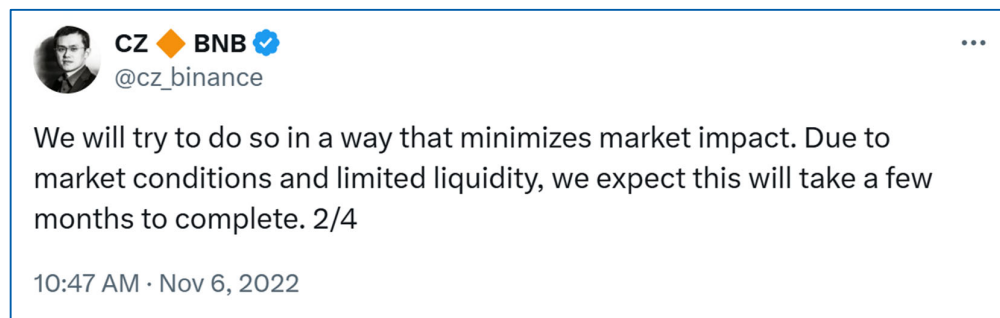 CZ 🔶 BNB
@cz_binance
We will try to do so in a way that minimizes market impact. Due to
market conditions and limited liquidity, we expect this will take a few
months to complete. 2/4
10:47 AM · Nov 6, 2022